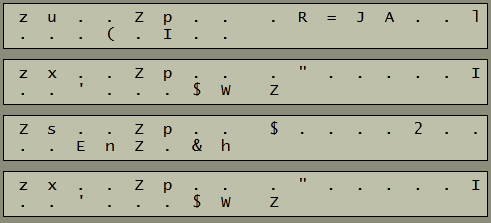 z u . . Z p . . . R = J A . . l
. . . ( . I . .
z x . . Z p . . . " . . . . . I
. . ' . . . $ W Z
Z s . . Z p . . $ . . . . 2 . .
. . E n Z . & h
z x . . Z p . . . " . . . . . I
. . ' . . . $ W Z